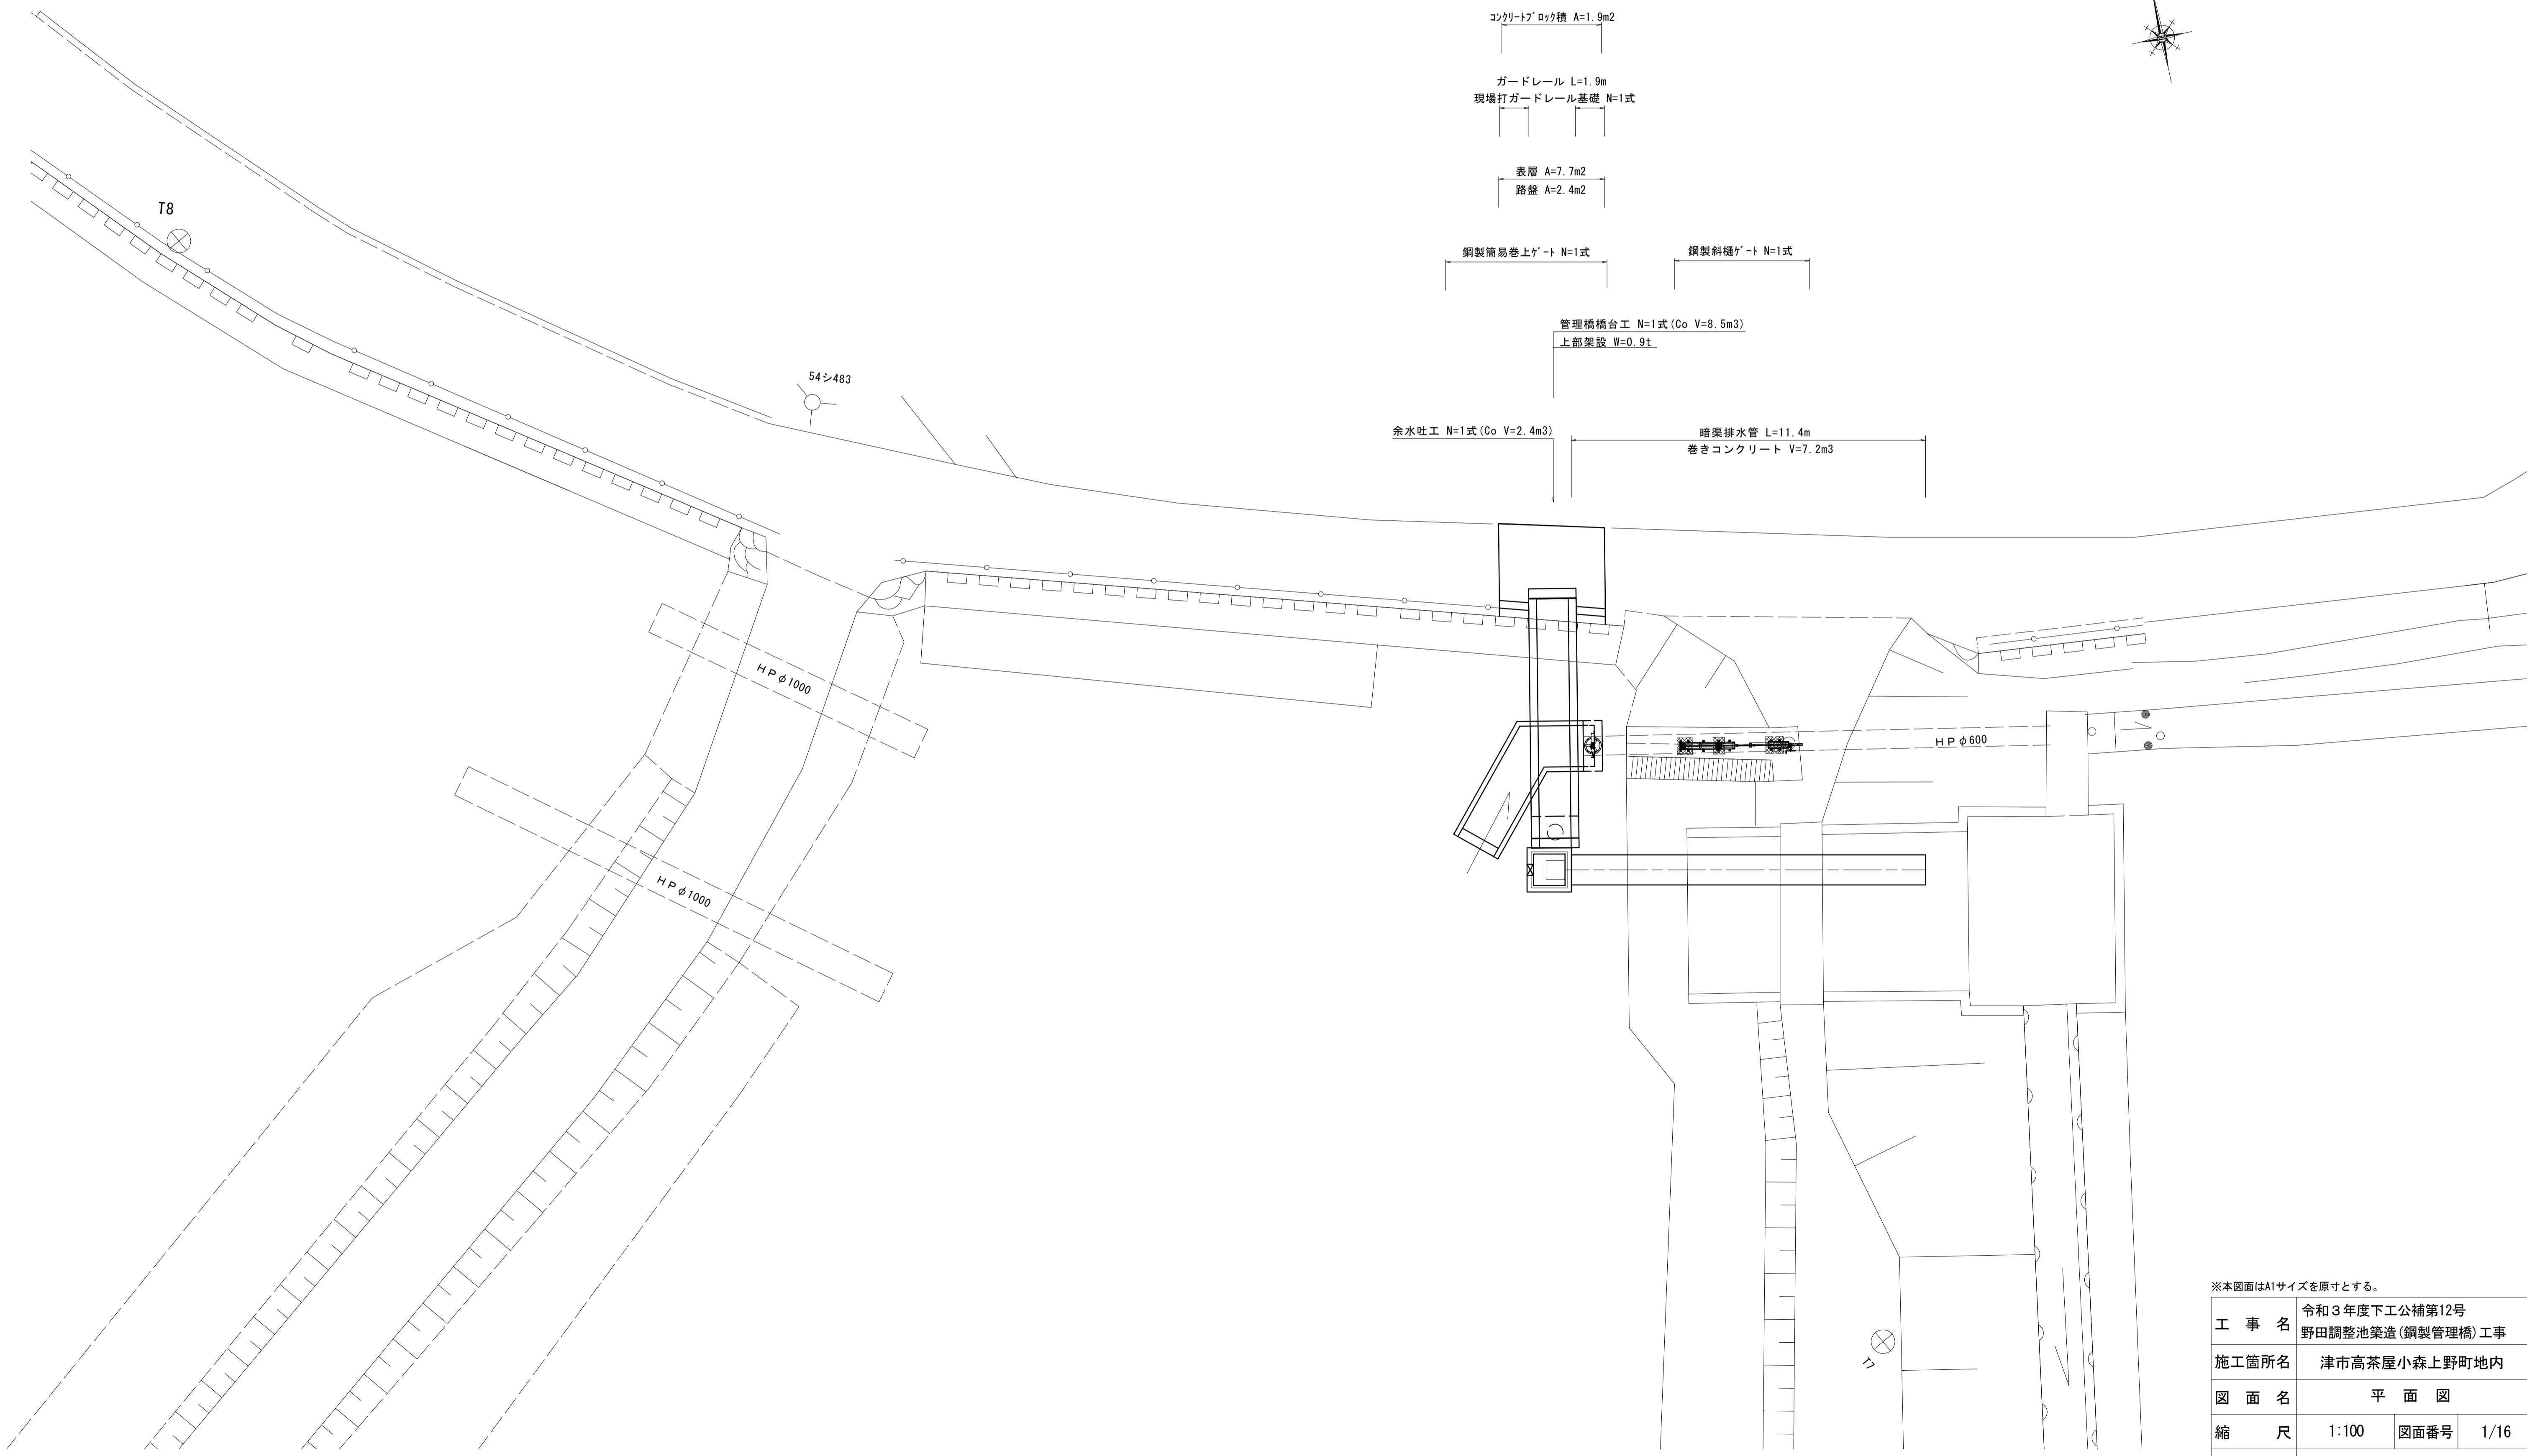 コンクリートブロック積 A=1.9m2
ガードレール L=1.9m
現場打ガードレール基礎 N=1式
表層 A=7.7m2
路盤 A=2.4m2
鋼製簡易巻上ゲート N=1式
鋼製斜樋ゲート N=1式
管理橋橋台工 N=1式(Co V=8.5m3)
上部架設 W=0.9t
余水吐工 N=1式(Co V=2.4m3)
暗渠排水管 L=11.4m
巻きコンクリート V=7.2m3
T8
54シ483
HPφ1000
HPφ1000
HPφ600
T7
※本図面はA1サイズを原寸とする。
工事名 令和3年度下工公補第12号
野田調整池築造(鋼製管理橋)工事
施工箇所名 津市高茶屋小森上野町地内
図面名 平面図
縮尺 1:100 図面番号 1/16